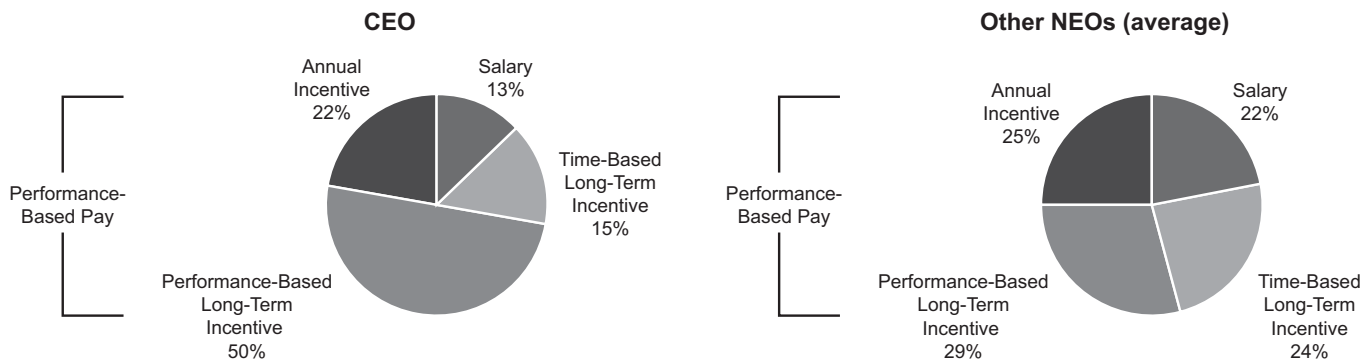 CEO
Annual
Incentive
22%
Salary
13%
Time-Based
Long-Term
Incentive
15%
Performance-
Based Pay
Performance-Based
Long-Term
Incentive
50%
Other NEOs (average)
Annual
Incentive
25%
Salary
22%
Performance-
Based Pay
Performance-Based
Long-Term
Incentive
29%
Time-Based
Long-Term
Incentive
24%